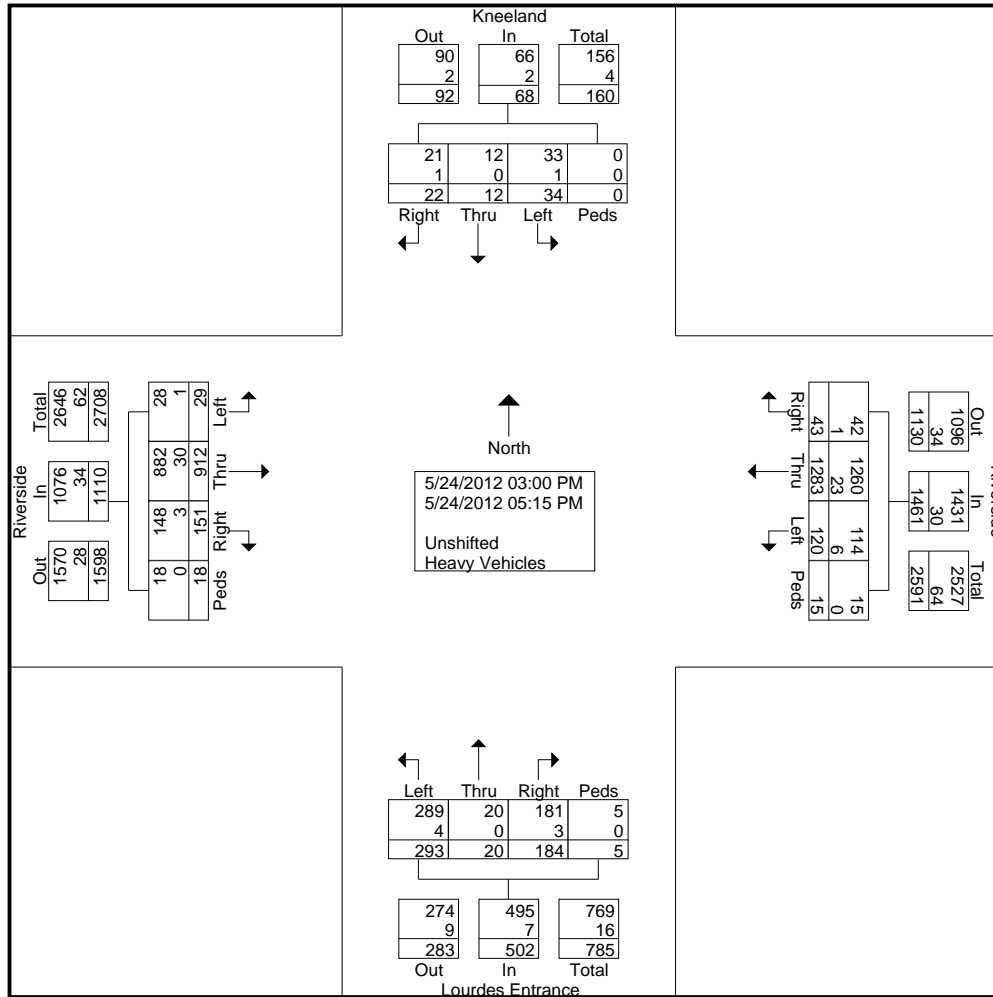 Kneeland
Out In Total
90 66 156
2 2 4
92 68 160
21 12 33 0
1 0 1 0
22 12 34 0
Right Thru Left Peds
Riverside
Total In Out
2646 1076 1570
62 34 28
2708 1110 1598
28 882 148 18
1 30 3 0
29 912 151 18
Left Thru Right Peds
North
5/24/2012 03:00 PM
5/24/2012 05:15 PM
Unshifted
Heavy Vehicles
Out In Total
1096 1431 2527
34 30 64
1130 1461 2591
42 1260 114 15
1 23 6 0
43 1283 120 15
Right Thru Left Peds
Left Thru Right Peds
289 20 181 5
4 0 3 0
293 20 184 5
274 495 769
9 7 16
283 502 785
Out In Total
Lourdes Entrance